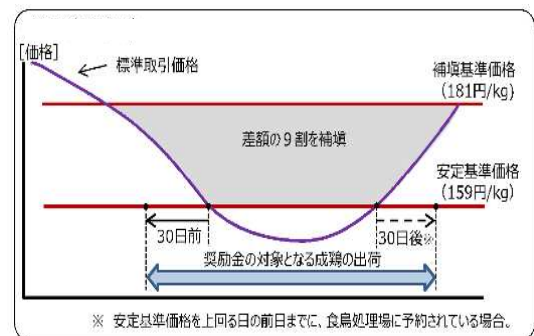 [価格]
標準取引価格
補填基準価格
(181円/kg)
差額の９割を補填
安定基準価格
(159円/kg)
30日前
30日後※
奨励金の対象となる成鶏の出荷
※ 安定基準価格を上回る日の前日までに、食鳥処理場に予約されている場合。